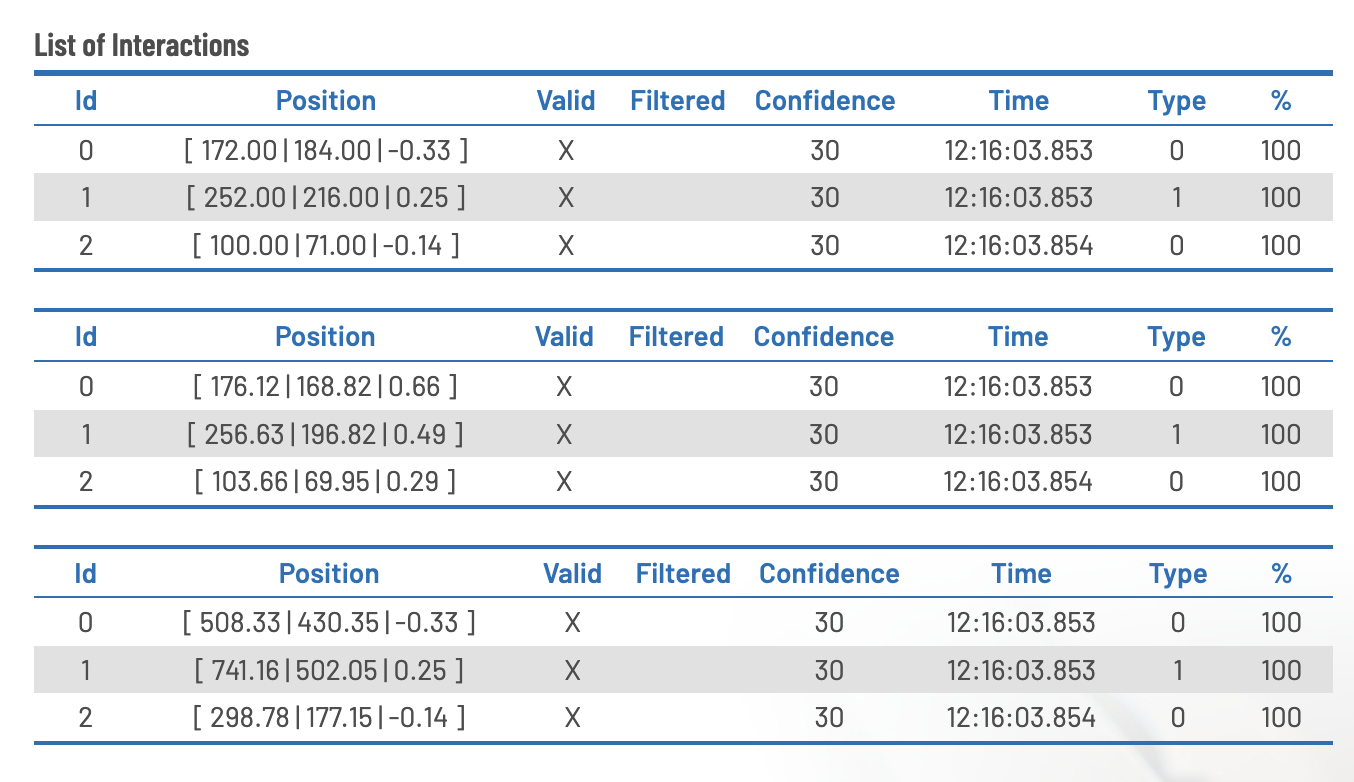 List of Interactions
Id Position Valid Filtered Confidence Time Type %
0 [ 172.00 | 184.00 | -0.33 ] X 30 12:16:03.853 0 100
1 [ 252.00 | 216.00 | 0.25 ] X 30 12:16:03.853 1 100
2 [ 100.00 | 71.00 | -0.14 ] X 30 12:16:03.854 0 100
Id Position Valid Filtered Confidence Time Type %
0 [ 176.12 | 168.82 | 0.66 ] X 30 12:16:03.853 0 100
1 [ 256.63 | 196.82 | 0.49 ] X 30 12:16:03.853 1 100
2 [ 103.66 | 69.95 | 0.29 ] X 30 12:16:03.854 0 100
Id Position Valid Filtered Confidence Time Type %
0 [ 508.33 | 430.35 | -0.33 ] X 30 12:16:03.853 0 100
1 [ 741.16 | 502.05 | 0.25 ] X 30 12:16:03.853 1 100
2 [ 298.78 | 177.15 | -0.14 ] X 30 12:16:03.854 0 100